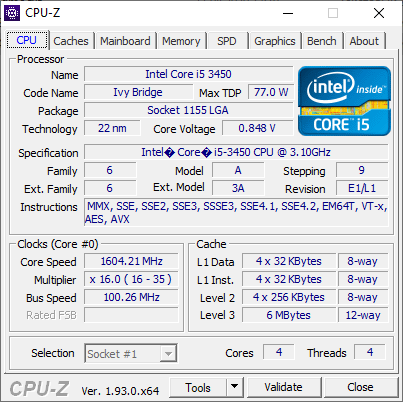 CPU-Z
CPU Caches Mainboard Memory SPD Graphics Bench About
Processor
Name Intel Core i5 3450
Code Name Ivy Bridge Max TDP 77.0 W
Package Socket 1155 LGA
Technology 22 nm Core Voltage 0.848 V
intel inside™
CORE™ i5
Specification Intel� Core� i5-3450 CPU @ 3.10GHz
Family 6 Model A Stepping 9
Ext. Family 6 Ext. Model 3A Revision E1/L1
Instructions MMX, SSE, SSE2, SSE3, SSSE3, SSE4.1, SSE4.2, EM64T, VT-x,
AES, AVX
Clocks (Core #0)
Core Speed 1604.21 MHz
Multiplier x 16.0 ( 16 - 35 )
Bus Speed 100.26 MHz
Rated FSB
Cache
L1 Data 4 x 32 KBytes 8-way
L1 Inst. 4 x 32 KBytes 8-way
Level 2 4 x 256 KBytes 8-way
Level 3 6 MBytes 12-way
Selection Socket #1 Cores 4 Threads 4
CPU-Z Ver. 1.93.0.x64 Tools Validate Close